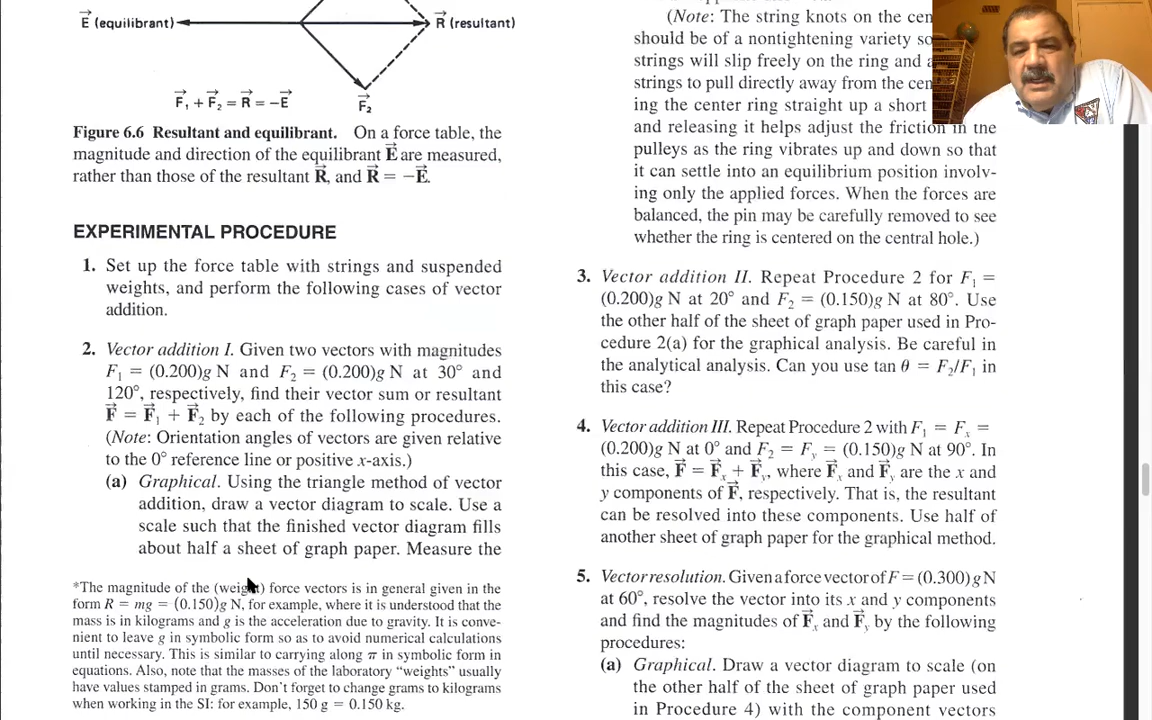 E (equilibrant)
R (resultant)
F₁ + F₂ = R = −E
F₂
Figure 6.6 Resultant and equilibrant. On a force table, the
magnitude and direction of the equilibrant E are measured,
rather than those of the resultant R, and R = −E.
EXPERIMENTAL PROCEDURE
1. Set up the force table with strings and suspended
weights, and perform the following cases of vector
addition.
2. Vector addition I. Given two vectors with magnitudes
F₁ = (0.200)g N and F₂ = (0.200)g N at 30° and
120°, respectively, find their vector sum or resultant
F = F₁ + F₂ by each of the following procedures.
(Note: Orientation angles of vectors are given relative
to the 0° reference line or positive x-axis.)
(a) Graphical. Using the triangle method of vector
addition, draw a vector diagram to scale. Use a
scale such that the finished vector diagram fills
about half a sheet of graph paper. Measure the
*The magnitude of the force vectors is in general given in the
form R = mg = (0.150)g N, for example, where it is understood that the
mass is in kilograms and g is the acceleration due to gravity. It is conve-
nient to leave g in symbolic form so as to avoid numerical calculations
until necessary. This is similar to carrying along π in symbolic form in
equations. Also, note that the masses of the laboratory “weights” usually
have values stamped in grams. Don’t forget to change grams to kilograms
when working in the SI: for example, 150 g = 0.150 kg.
(Note: The string knots on the
should be of a nontightening variety
strings will slip freely on the ring and
strings to pull directly away from the
ing the center ring straight up a short
and releasing it helps adjust the friction in the
pulleys as the ring vibrates up and down so that
it can settle into an equilibrium position involv-
ing only the applied forces. When the forces are
balanced, the pin may be carefully removed to see
whether the ring is centered on the central hole.)
3. Vector addition II. Repeat Procedure 2 for F₁ =
(0.200)g N at 20° and F₂ = (0.150)g N at 80°. Use
the other half of the sheet of graph paper used in Pro-
cedure 2(a) for the graphical analysis. Be careful in
the analytical analysis. Can you use tan θ = F₂/F₁ in
this case?
4. Vector addition III. Repeat Procedure 2 with F₁ = Fₓ =
(0.200)g N at 0° and F₂ = Fᵧ = (0.150)g N at 90°. In
this case, F = Fₓ + Fᵧ, where Fₓ and Fᵧ are the x and
y components of F, respectively. That is, the resultant
can be resolved into these components. Use half of
another sheet of graph paper for the graphical method.
5. Vector resolution. Given a force vector of F = (0.300)g N
at 60°, resolve the vector into its x and y components
and find the magnitudes of Fₓ and Fᵧ by the following
procedures:
(a) Graphical. Draw a vector diagram to scale (on
the other half of the sheet of graph paper used
in Procedure 4) with the component vectors